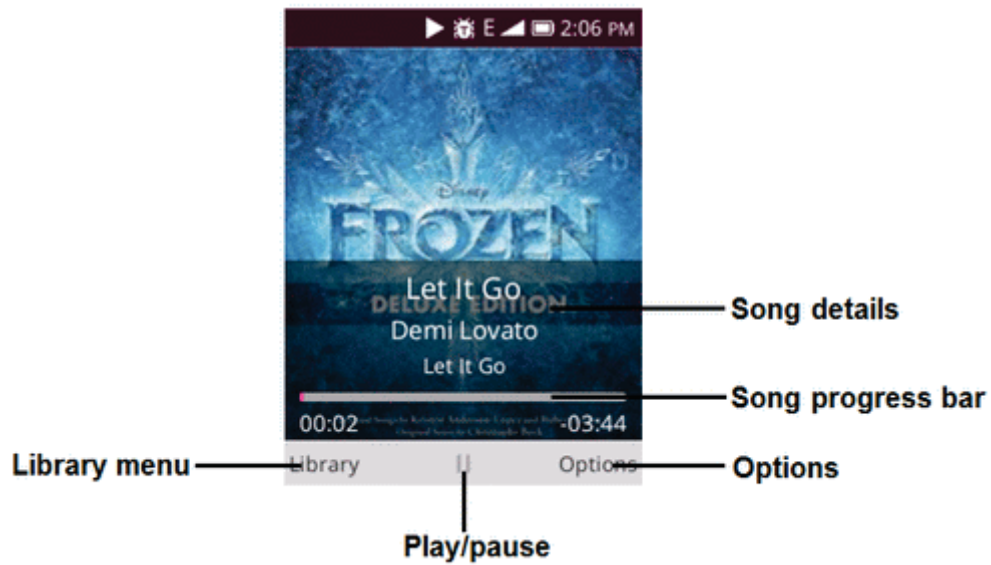 E 2:06 PM
Disney
FROZEN
Let It Go
DELUXE EDITION
Demi Lovato
Let It Go
00:02 -03:44
Library Options
Song details
Song progress bar
Library menu
Options
Play/pause